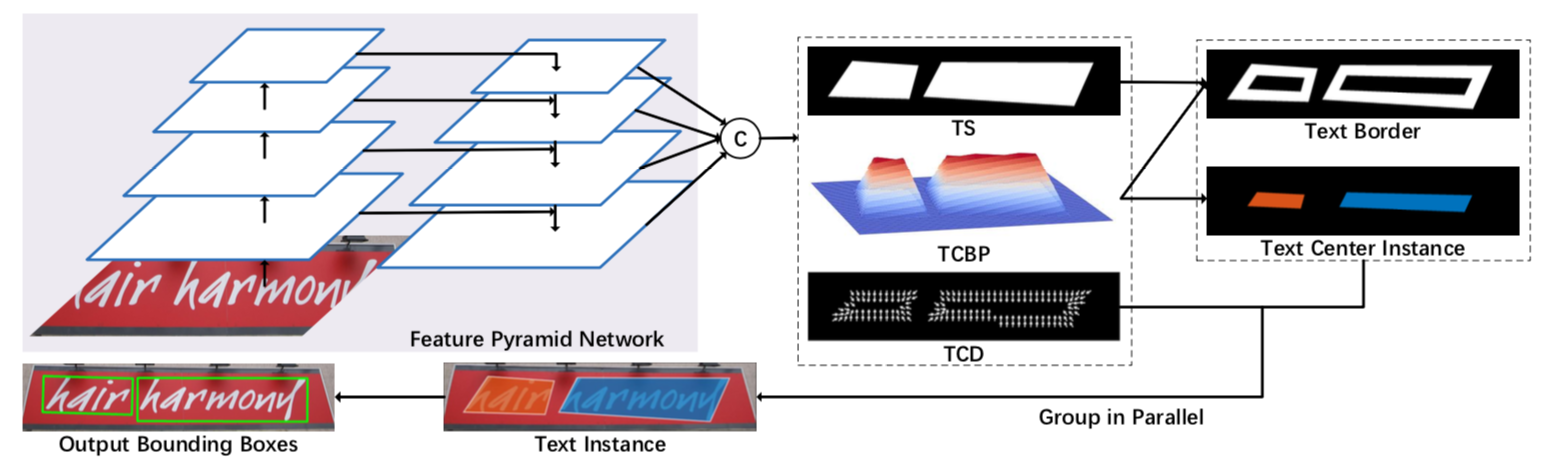 C
TS
Text Border
TCBP
Text Center Instance
hair harmony
Feature Pyramid Network
TCD
hair harmony
hair harmony
Group in Parallel
Output Bounding Boxes
Text Instance